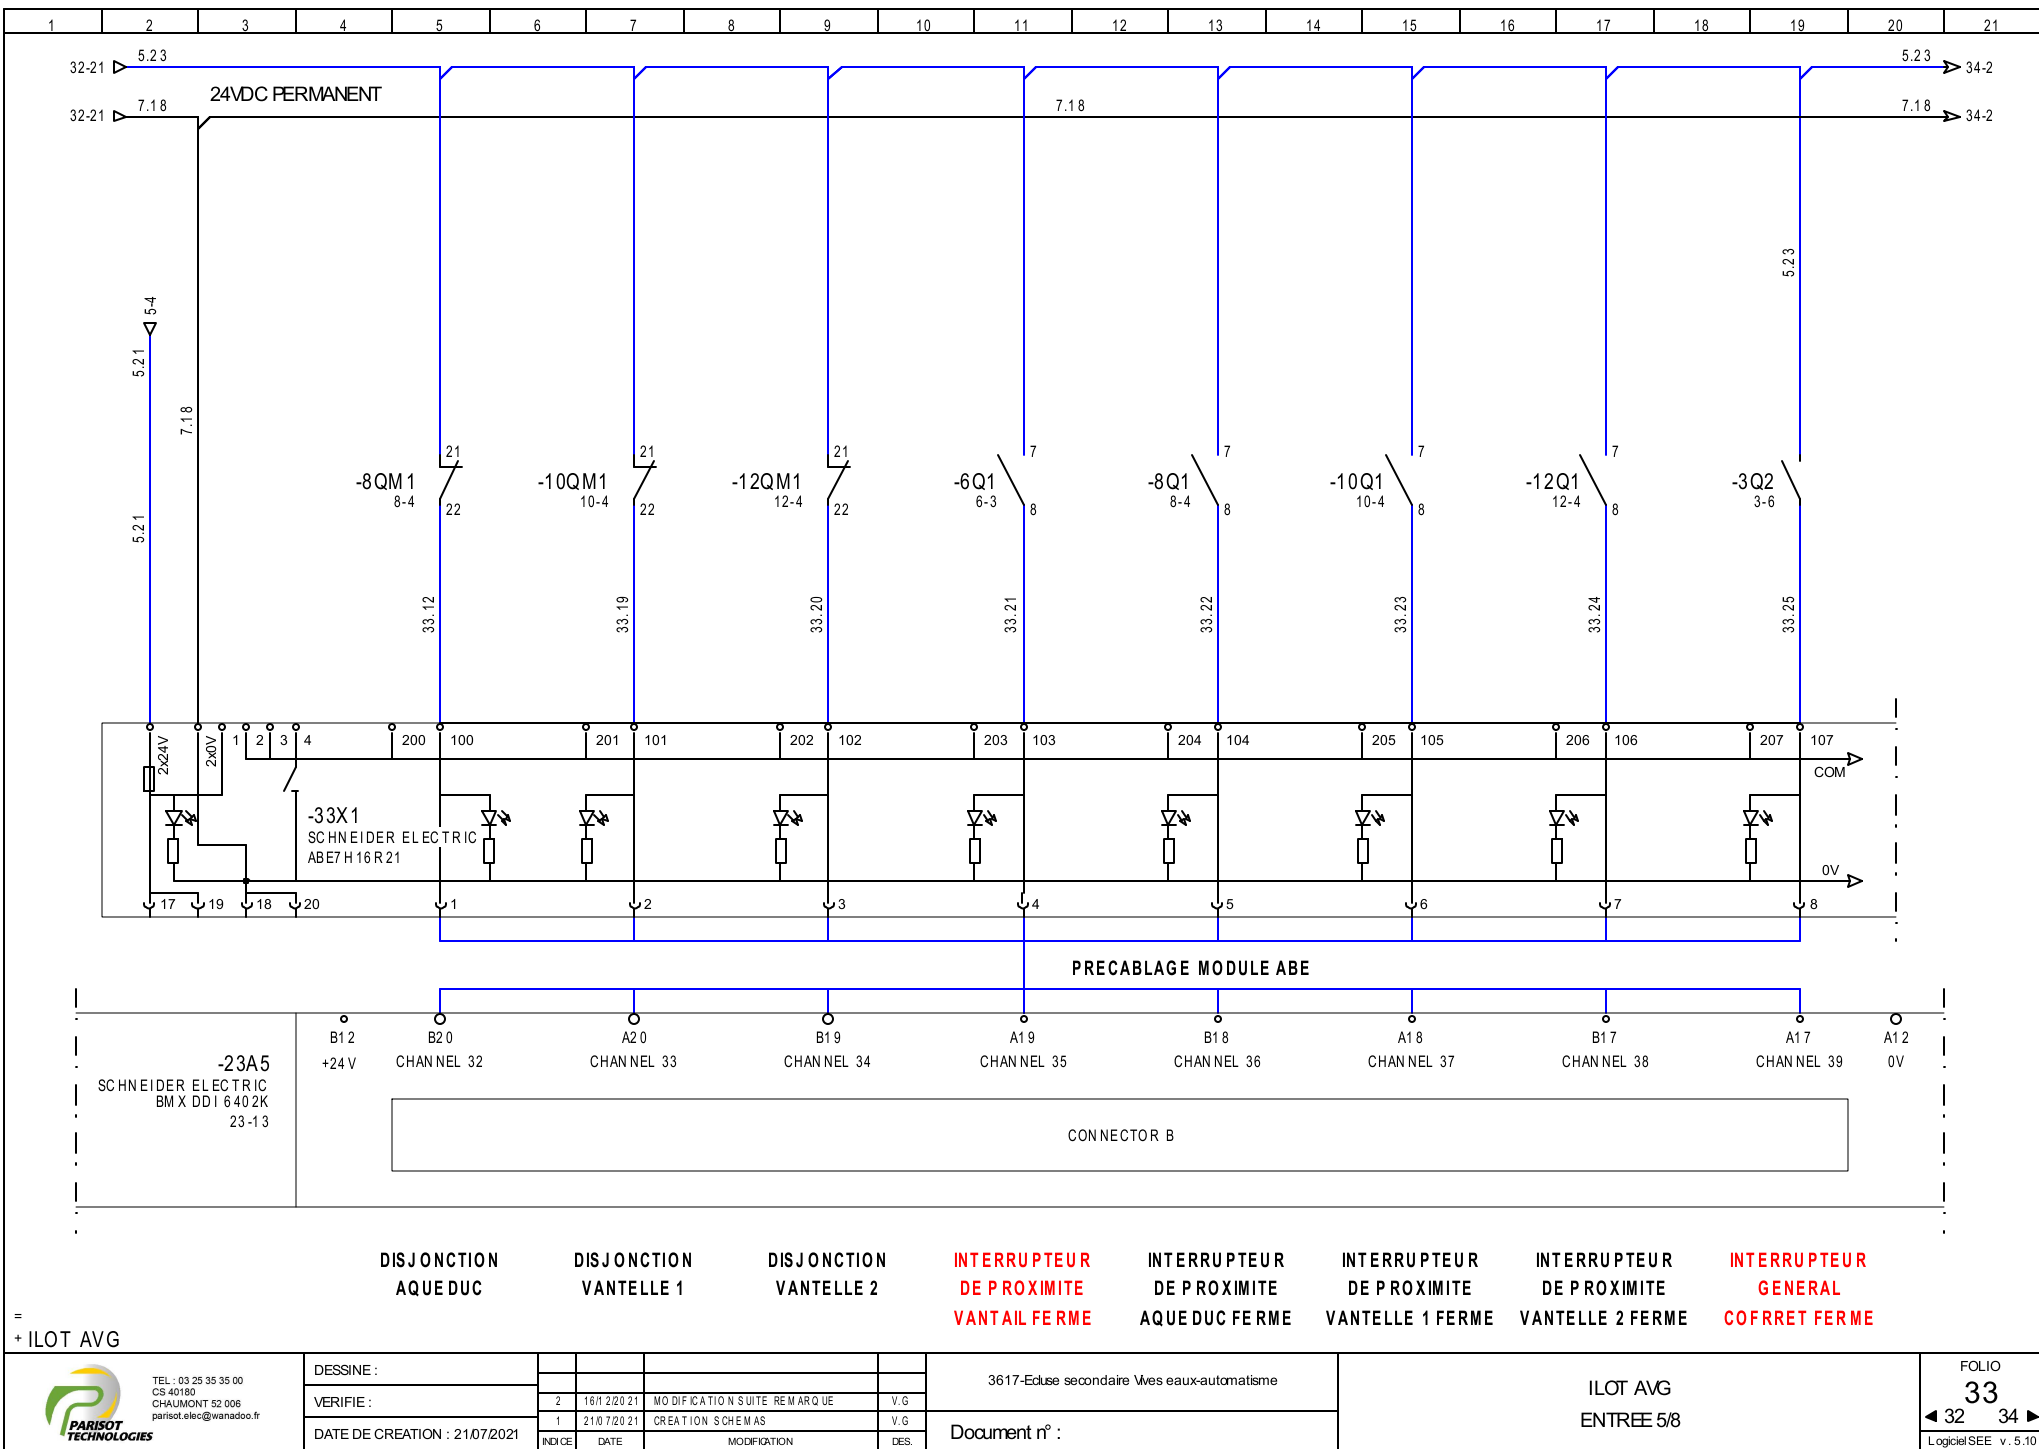 1 2 3 4 5 6 7 8 9 10 11 12 13 14 15 16 17 18 19 20 21
32-21 5.23 5.23 34-2
24VDC PERMANENT
32-21 7.18 7.18 7.18 34-2
5.23
5-4
5.21
7.18
21 21 21 7 7 7 7
-8QM1 -10QM1 -12QM1 -6Q1 -8Q1 -10Q1 -12Q1 -3Q2
8-4 10-4 12-4 6-3 8-4 10-4 12-4 3-6
22 22 22 8 8 8 8
5.21
33.12 33.19 33.20 33.21 33.22 33.23 33.24 33.25
2x24V 2x0V 1 2 3 4 200 100 201 101 202 102 203 103 204 104 205 105 206 106 207 107
COM
-33X1
SCHNEIDER ELECTRIC
ABE7H16R21
0V
17 19 18 20 1 2 3 4 5 6 7 8
PRECABLAGE MODULE ABE
B12 B20 A20 B19 A19 B18 A18 B17 A17 A12
+24V CHANNEL 32 CHANNEL 33 CHANNEL 34 CHANNEL 35 CHANNEL 36 CHANNEL 37 CHANNEL 38 CHANNEL 39 0V
-23A5
SCHNEIDER ELECTRIC
BMX DDI 6402K
23-13
CONNECTOR B
DISJONCTION
AQUEDUC
DISJONCTION
VANTELLE 1
DISJONCTION
VANTELLE 2
INTERRUPTEUR
DE PROXIMITE
VANTAIL FERME
INTERRUPTEUR
DE PROXIMITE
AQUEDUC FERME
INTERRUPTEUR
DE PROXIMITE
VANTELLE 1 FERME
INTERRUPTEUR
DE PROXIMITE
VANTELLE 2 FERME
INTERRUPTEUR
GENERAL
COFRRET FERME
=
+ ILOT AVG
PARISOT
TECHNOLOGIES
TEL : 03 25 35 35 00
CS 40180
CHAUMONT 52 006
parisot.elec@wanadoo.fr
DESSINE :
VERIFIE :
DATE DE CREATION : 21/07/2021
2 16/12/2021 MODIFICATION SUITE REMARQUE V.G
1 21/07/2021 CREATION SCHEMAS V.G
INDICE DATE MODIFICATION DES.
3617-Ecluse secondaire Vives eaux-automatisme
Document n° :
ILOT AVG
ENTREE 5/8
FOLIO
33
32 34
Logiciel SEE v.5.10